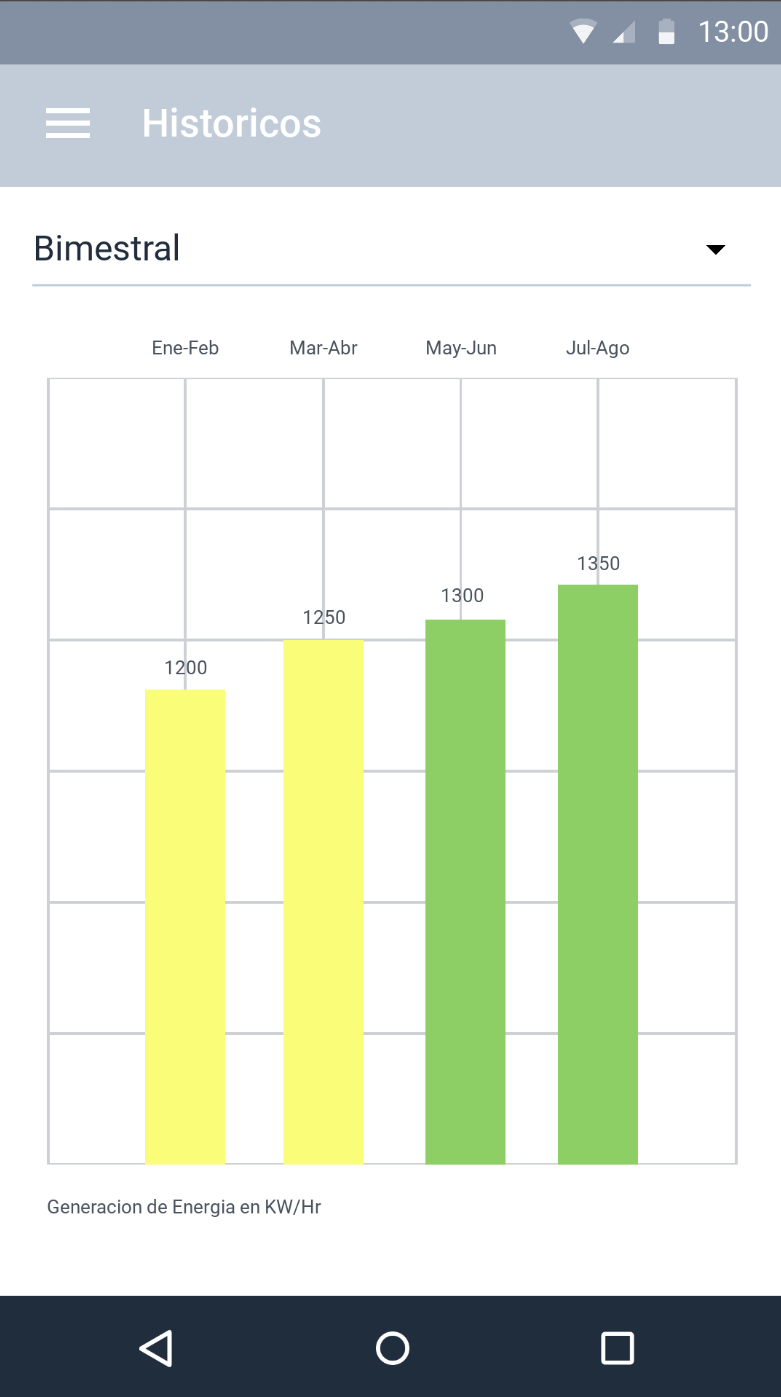 13:00
Historicos
Bimestral
Ene-Feb Mar-Abr May-Jun Jul-Ago
1350
1300
1250
1200
Generacion de Energia en KW/Hr